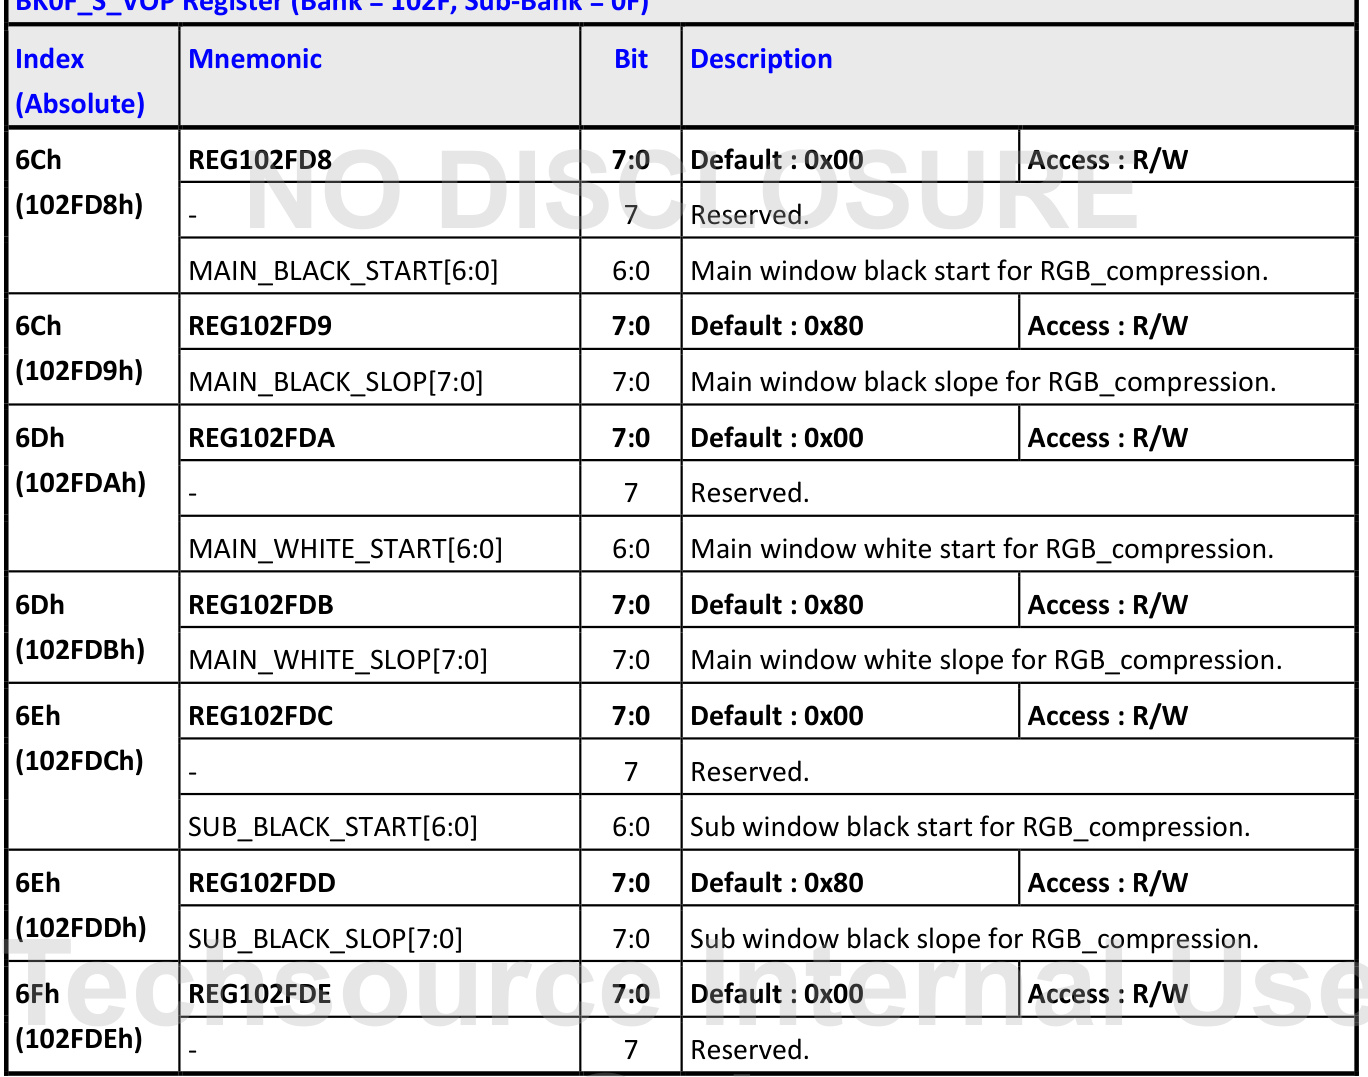 BK0F_S_VOP Register (Bank = 102F, Sub-Bank = 0F)
Index Mnemonic Bit Description
(Absolute)
6Ch REG102FD8 7:0 Default : 0x00 Access : R/W
(102FD8h) - 7 Reserved.
MAIN_BLACK_START[6:0] 6:0 Main window black start for RGB_compression.
6Ch REG102FD9 7:0 Default : 0x80 Access : R/W
(102FD9h) MAIN_BLACK_SLOP[7:0] 7:0 Main window black slope for RGB_compression.
6Dh REG102FDA 7:0 Default : 0x00 Access : R/W
(102FDAh) - 7 Reserved.
MAIN_WHITE_START[6:0] 6:0 Main window white start for RGB_compression.
6Dh REG102FDB 7:0 Default : 0x80 Access : R/W
(102FDBh) MAIN_WHITE_SLOP[7:0] 7:0 Main window white slope for RGB_compression.
6Eh REG102FDC 7:0 Default : 0x00 Access : R/W
(102FDCh) - 7 Reserved.
SUB_BLACK_START[6:0] 6:0 Sub window black start for RGB_compression.
6Eh REG102FDD 7:0 Default : 0x80 Access : R/W
(102FDDh) SUB_BLACK_SLOP[7:0] 7:0 Sub window black slope for RGB_compression.
6Fh REG102FDE 7:0 Default : 0x00 Access : R/W
(102FDEh) - 7 Reserved.
NO DISCLOSURE
Techsource Internal Use